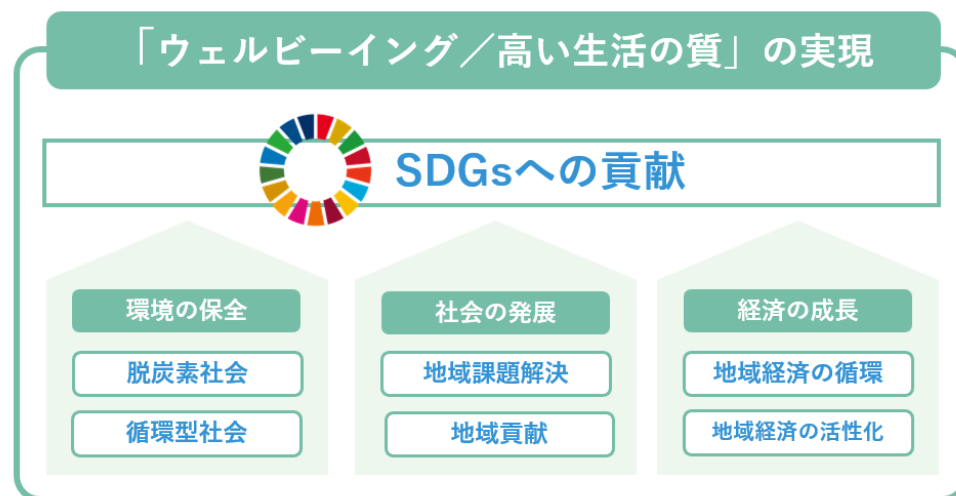 「ウェルビーイング／高い生活の質」の実現
SDGsへの貢献
環境の保全
脱炭素社会
循環型社会
社会の発展
地域課題解決
地域貢献
経済の成長
地域経済の循環
地域経済の活性化